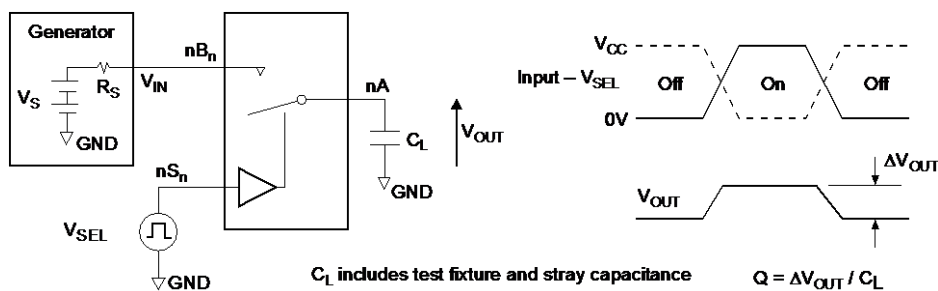 Generator
nBn
RS
VIN
VS
GND
nA
CL
VOUT
GND
nSn
VSEL
GND
CL includes test fixture and stray capacitance
VCC
Input – VSEL
Off
On
Off
0V
VOUT
ΔVOUT
Q = ΔVOUT / CL